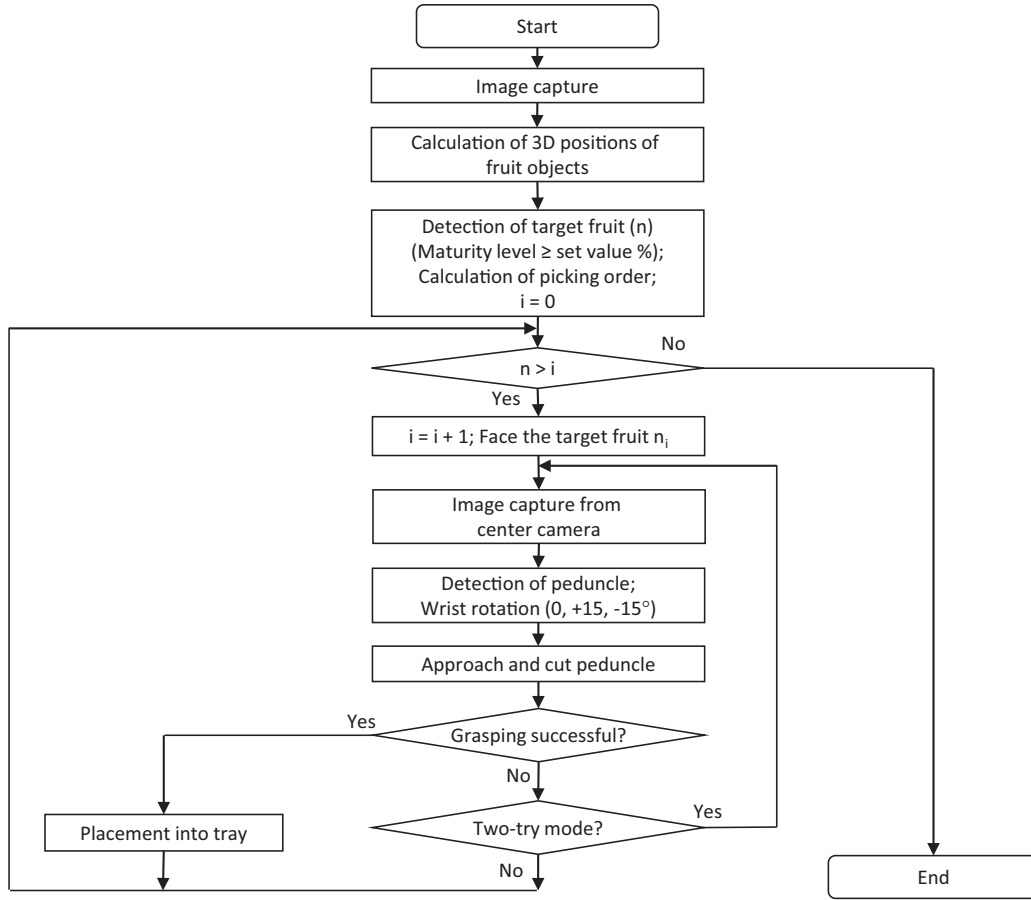 Start
Image capture
Calculation of 3D positions of
fruit objects
Detection of target fruit (n)
(Maturity level ≥ set value %);
Calculation of picking order;
i = 0
No
n > i
Yes
i = i + 1; Face the target fruit nᵢ
Image capture from
center camera
Detection of peduncle;
Wrist rotation (0, +15, -15°)
Approach and cut peduncle
Yes
Grasping successful?
No
Yes
Placement into tray
Two-try mode?
No
End